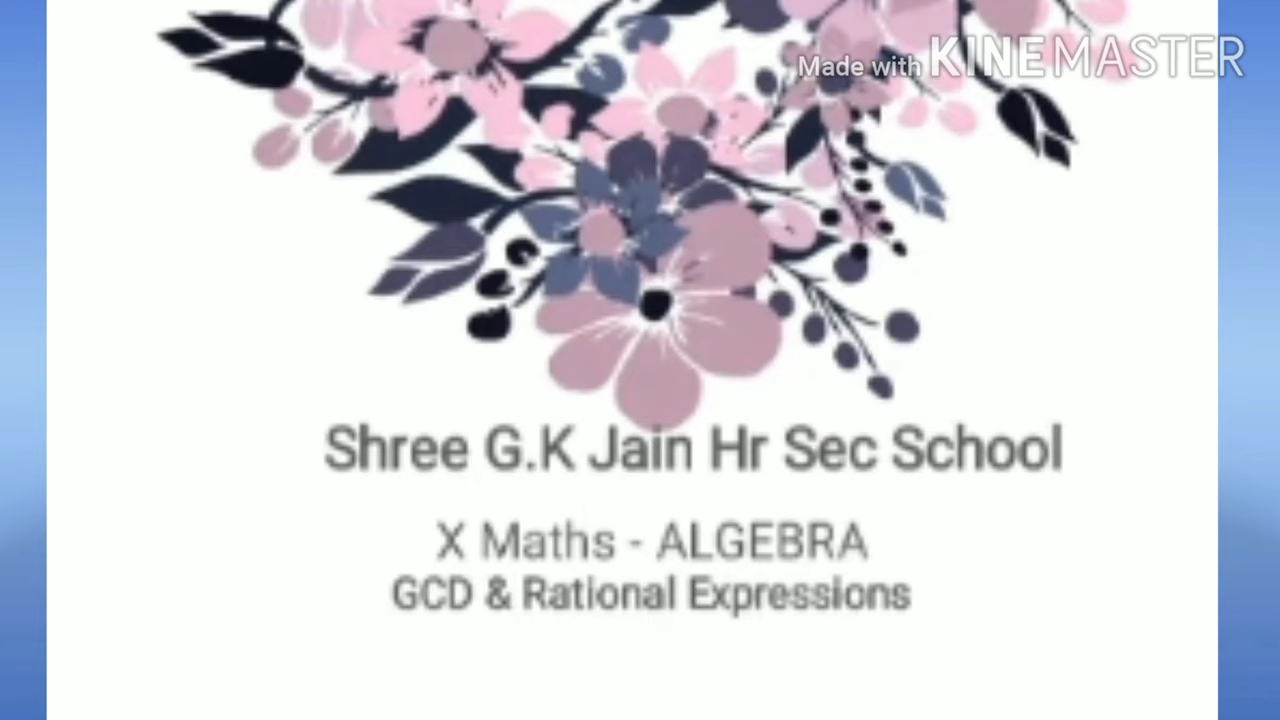 Made with KINEMASTER
Shree G.K Jain Hr Sec School
X Maths - ALGEBRA
GCD & Rational Expressions